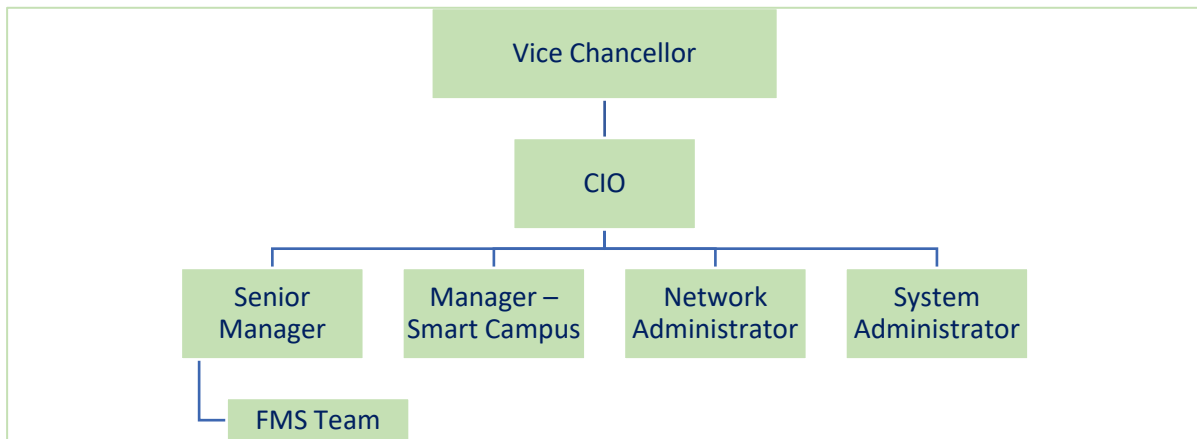 Vice Chancellor
CIO
Senior
Manager
Manager –
Smart Campus
Network
Administrator
System
Administrator
FMS Team